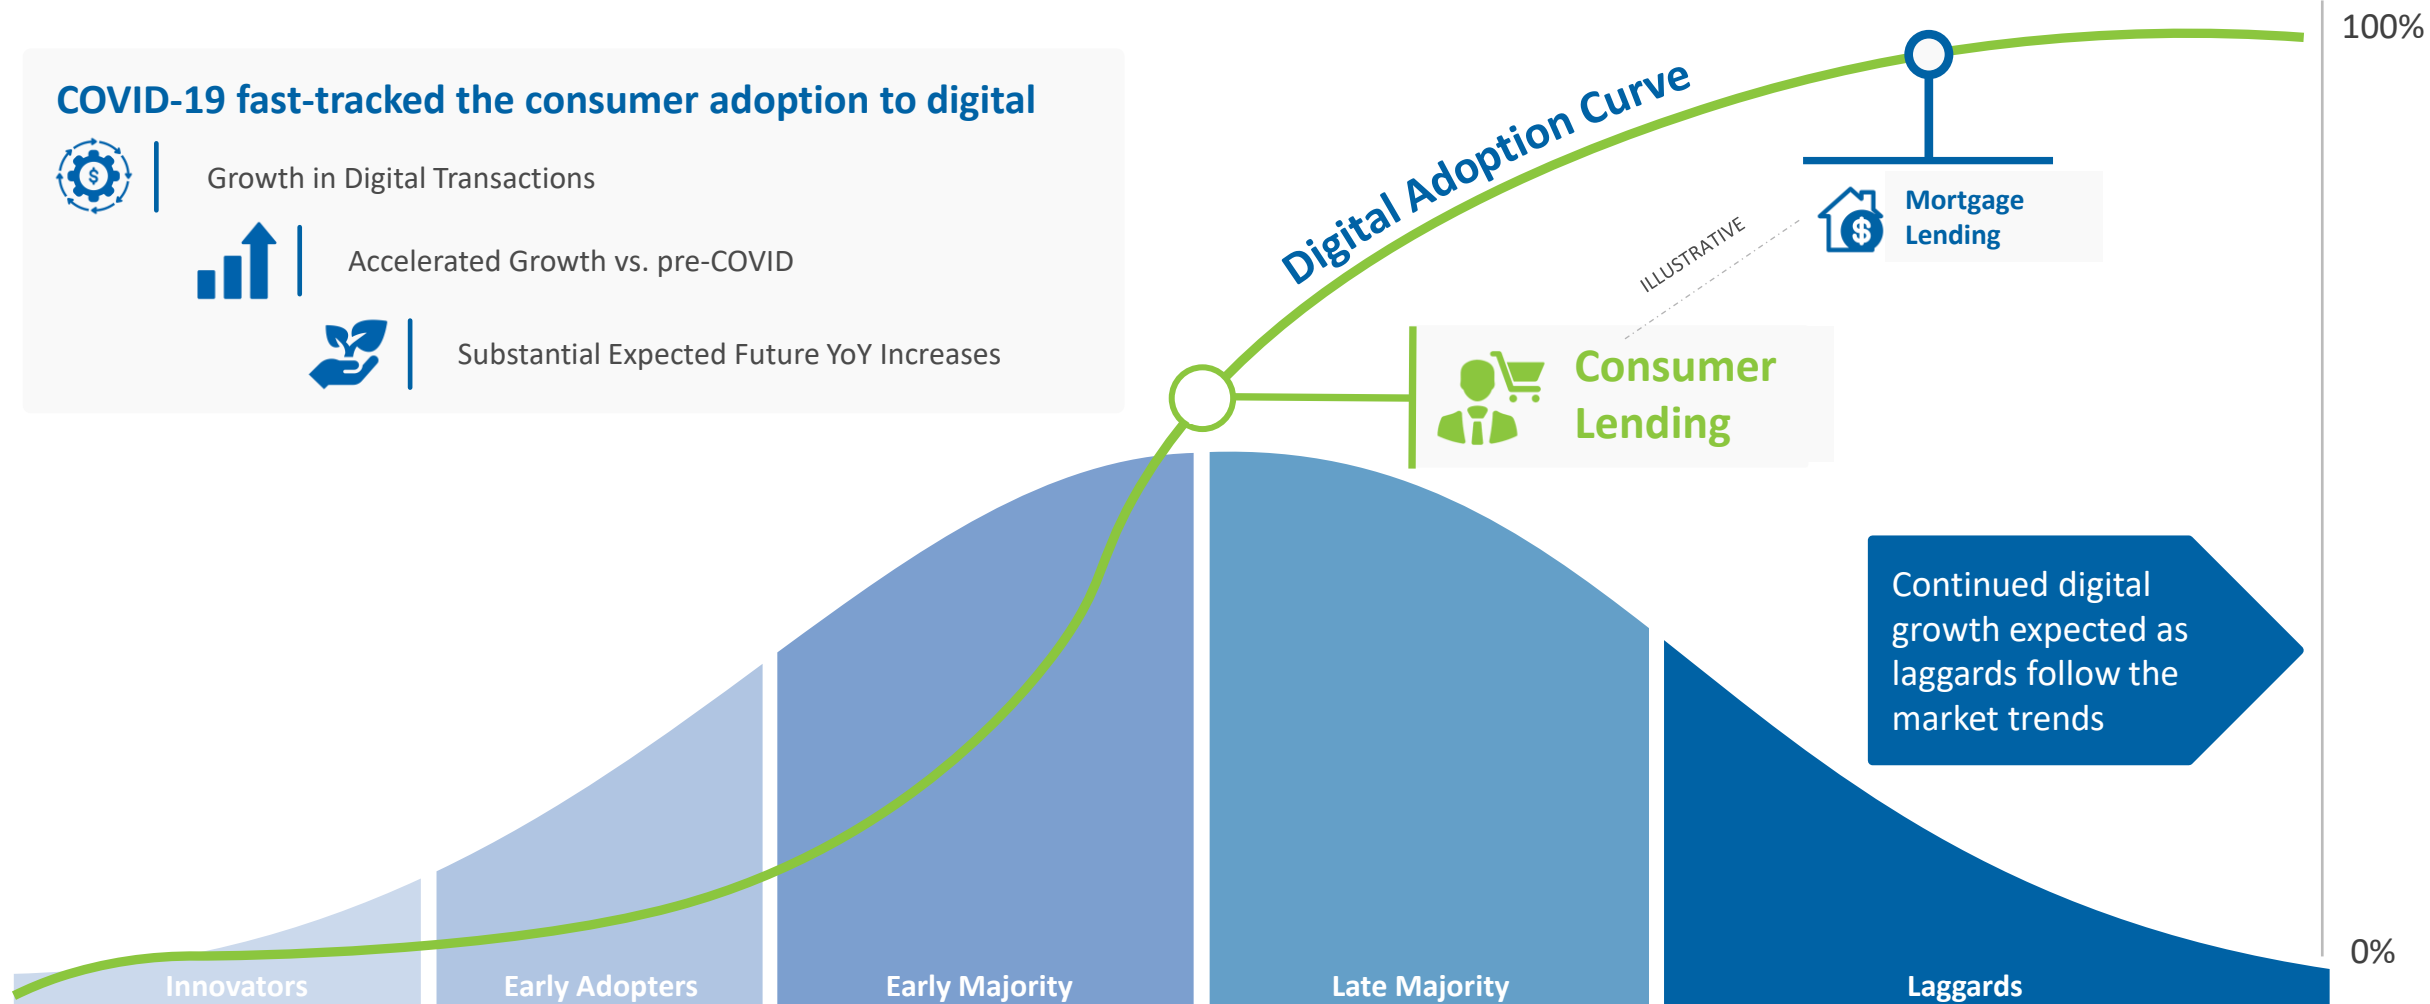 COVID-19 fast-tracked the consumer adoption to digital
Growth in Digital Transactions
Accelerated Growth vs. pre-COVID
Substantial Expected Future YoY Increases
Digital Adoption Curve
100%
$
Mortgage
Lending
ILLUSTRATIVE
$
Consumer
Lending
Continued digital
growth expected as
laggards follow the
market trends
0%
Innovators
Early Adopters
Early Majority
Late Majority
Laggards